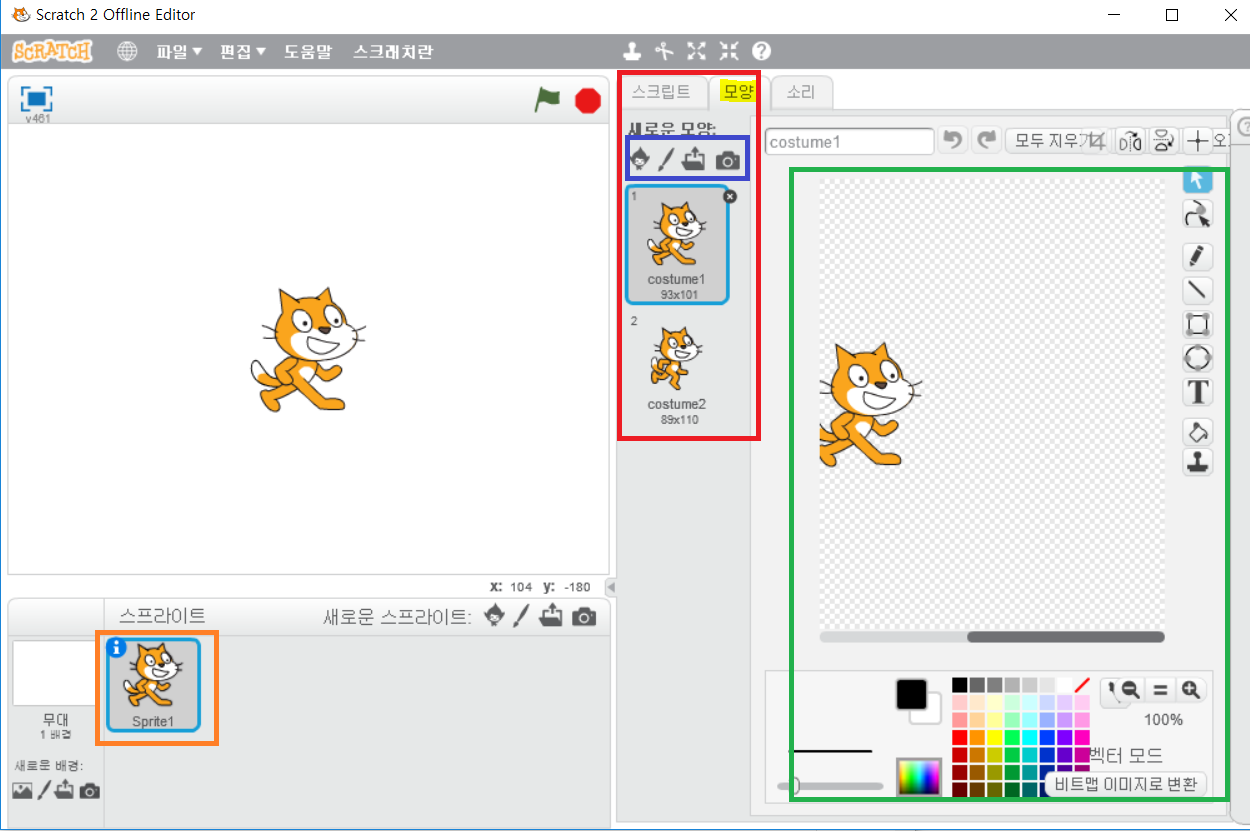 Scratch 2 Offline Editor
SCRATCH 파일 편집 도움말 스크래치란
v461
스크립트 모양 소리
새로운 모양:
costume1 모두 지우기
1
costume1
93x101
2
costume2
89x110
T
X: 104 y: -180
스프라이트 새로운 스프라이트:
Sprite1
무대
1 배경
새로운 배경:
100%
벡터 모드
비트맵 이미지로 변환